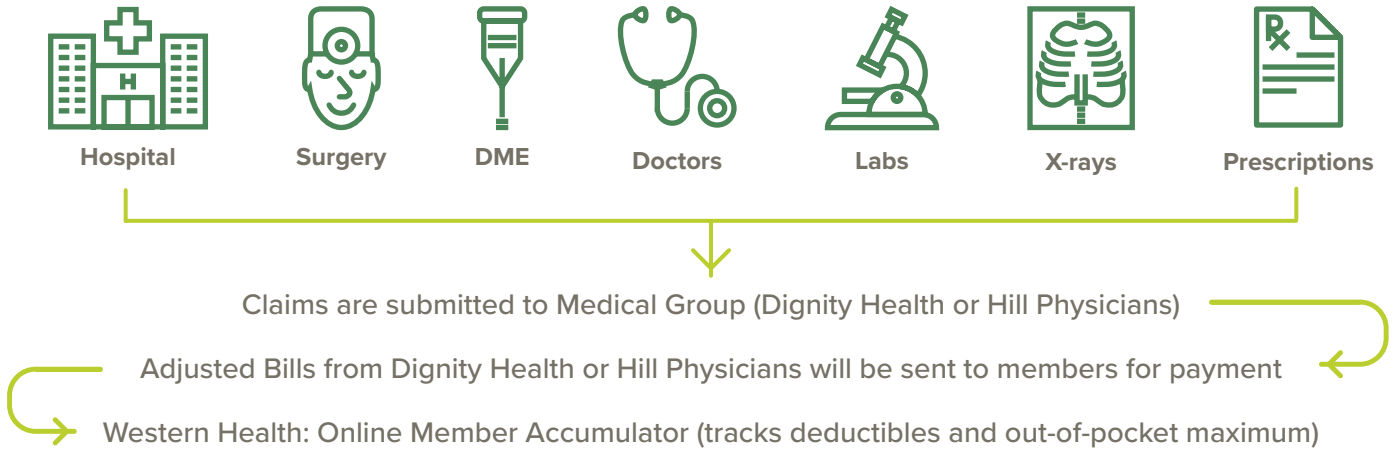 H
Rx
Hospital
Surgery
DME
Doctors
Labs
X-rays
Prescriptions
Claims are submitted to Medical Group (Dignity Health or Hill Physicians)
Adjusted Bills from Dignity Health or Hill Physicians will be sent to members for payment
Western Health: Online Member Accumulator (tracks deductibles and out-of-pocket maximum)